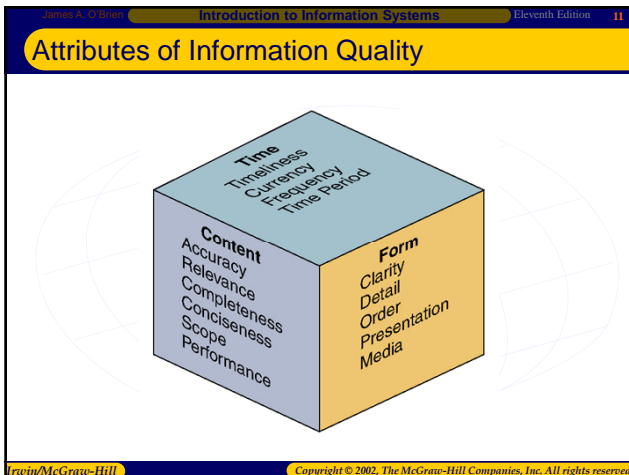 James A. O'Brien Introduction to Information Systems Eleventh Edition 11
Attributes of Information Quality
Time
Timeliness
Currency
Frequency
Time Period
Content
Accuracy
Relevance
Completeness
Conciseness
Scope
Performance
Form
Clarity
Detail
Order
Presentation
Media
Irwin/McGraw-Hill Copyright © 2002, The McGraw-Hill Companies, Inc. All rights reserved